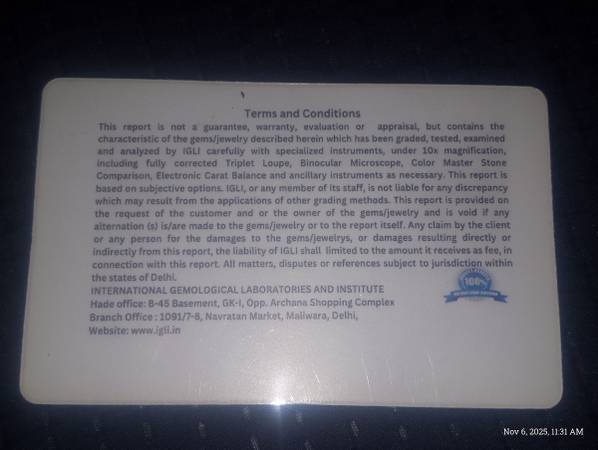 Terms and Conditions
This report is not a guarantee, warranty, evaluation or appraisal, but contains the
characteristic of the gems/jewelry described herein which has been graded, tested, examined
and analyzed by IGLI carefully with specialized instruments, under 10x magnification,
including fully corrected Triplet Loupe, Binocular Microscope, Color Master Stone
Comparison, Electronic Carat Balance and ancillary instruments as necessary. This report is
based on subjective options. IGLI, or any member of its staff, is not liable for any discrepancy
which may result from the applications of other grading methods. This report is provided on
the request of the customer and or the owner of the gems/jewelry and is void if any
alternation (s) is/are made to the gems/jewelry or to the report itself. Any claim by the client
or any person for the damages to the gems/jewelrys, or damages resulting directly or
indirectly from this report, the liability of IGLI shall limited to the amount it receives as fee, in
connection with this report. All matters, disputes or references subject to jurisdiction within
the states of Delhi.
INTERNATIONAL GEMOLOGICAL LABORATORIES AND INSTITUTE
100%
Hade office: B-45 Basement, GK-I, Opp. Archana Shopping Complex
Branch Office : 1091/7-8, Navratan Market, Maliwara, Delhi,
Website: www.igli.in
Nov 6, 2025, 11:31 AM